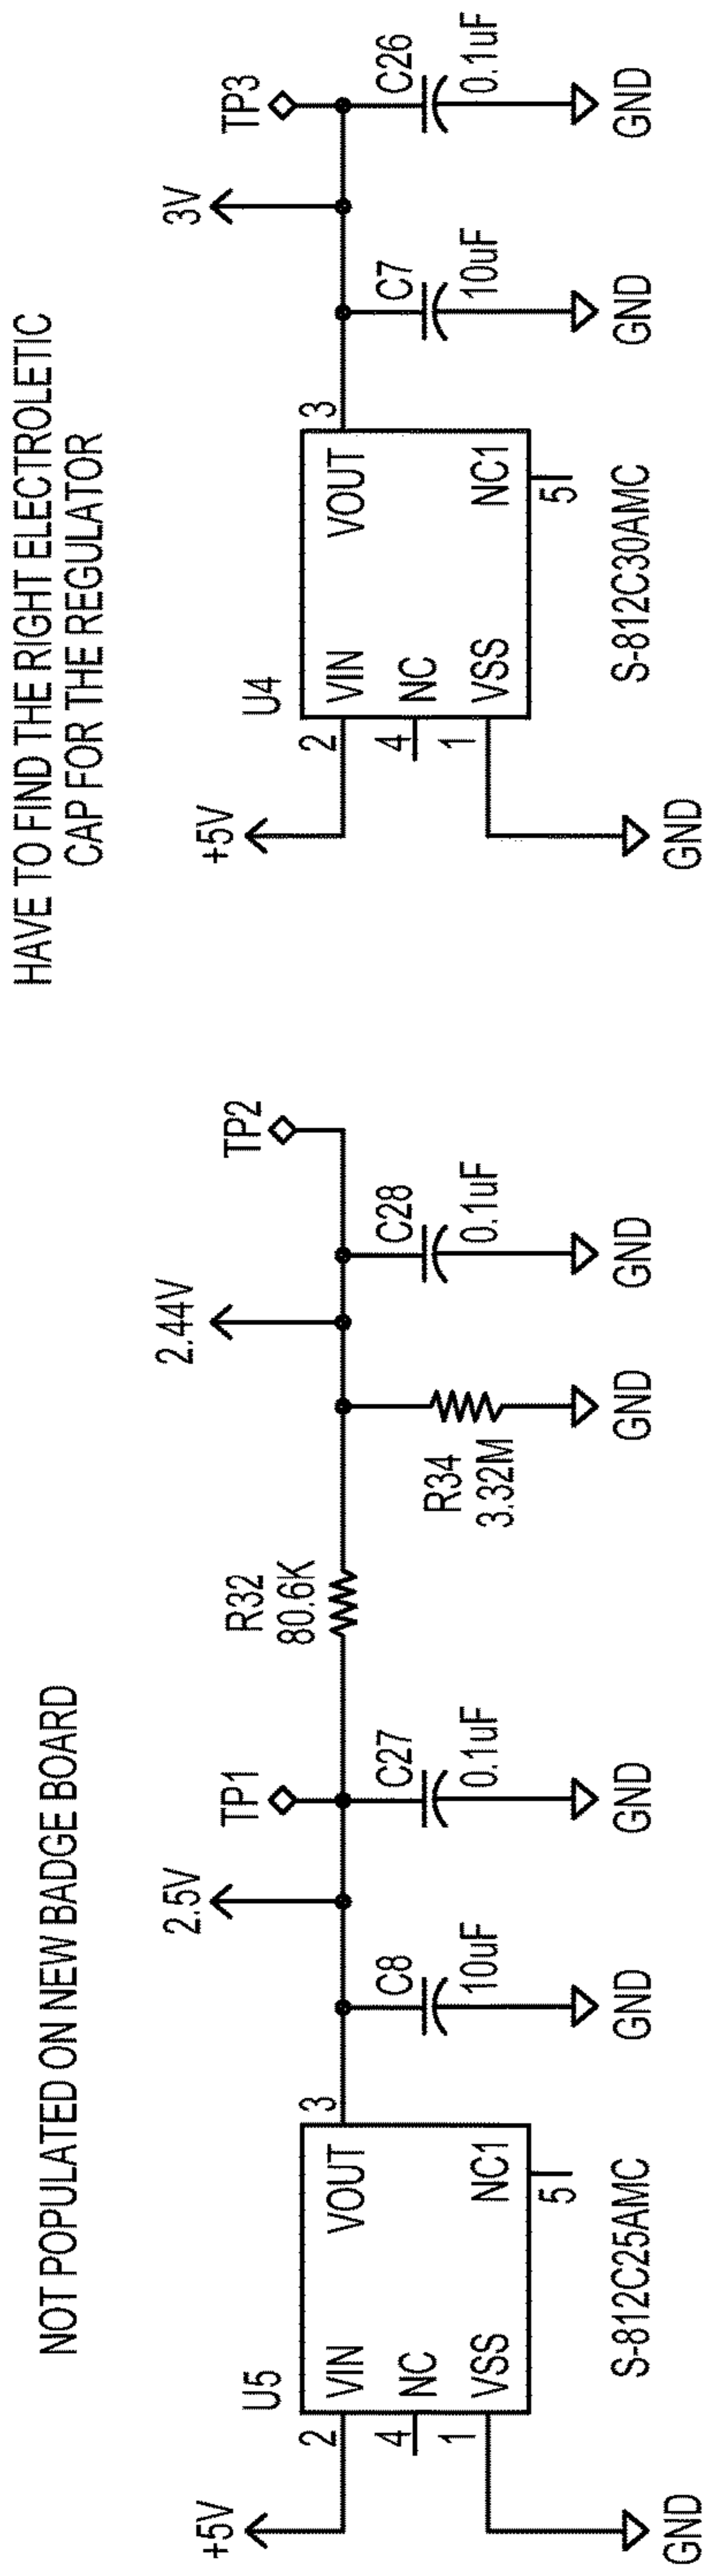 NOT POPULATED ON NEW BADGE BOARD
+5V
U5
2
VIN
VOUT
3
4
NC
1
VSS
NC1
5
S-812C25AMC
GND
C8
10uF
GND
2.5V
TP1
C27
0.1uF
GND
R32
80.6K
R34
3.32M
GND
2.44V
C28
0.1uF
GND
TP2
HAVE TO FIND THE RIGHT ELECTROLETIC
CAP FOR THE REGULATOR
+5V
U4
2
VIN
VOUT
3
4
NC
1
VSS
NC1
5
S-812C30AMC
GND
C7
10uF
GND
3V
TP3
C26
0.1uF
GND